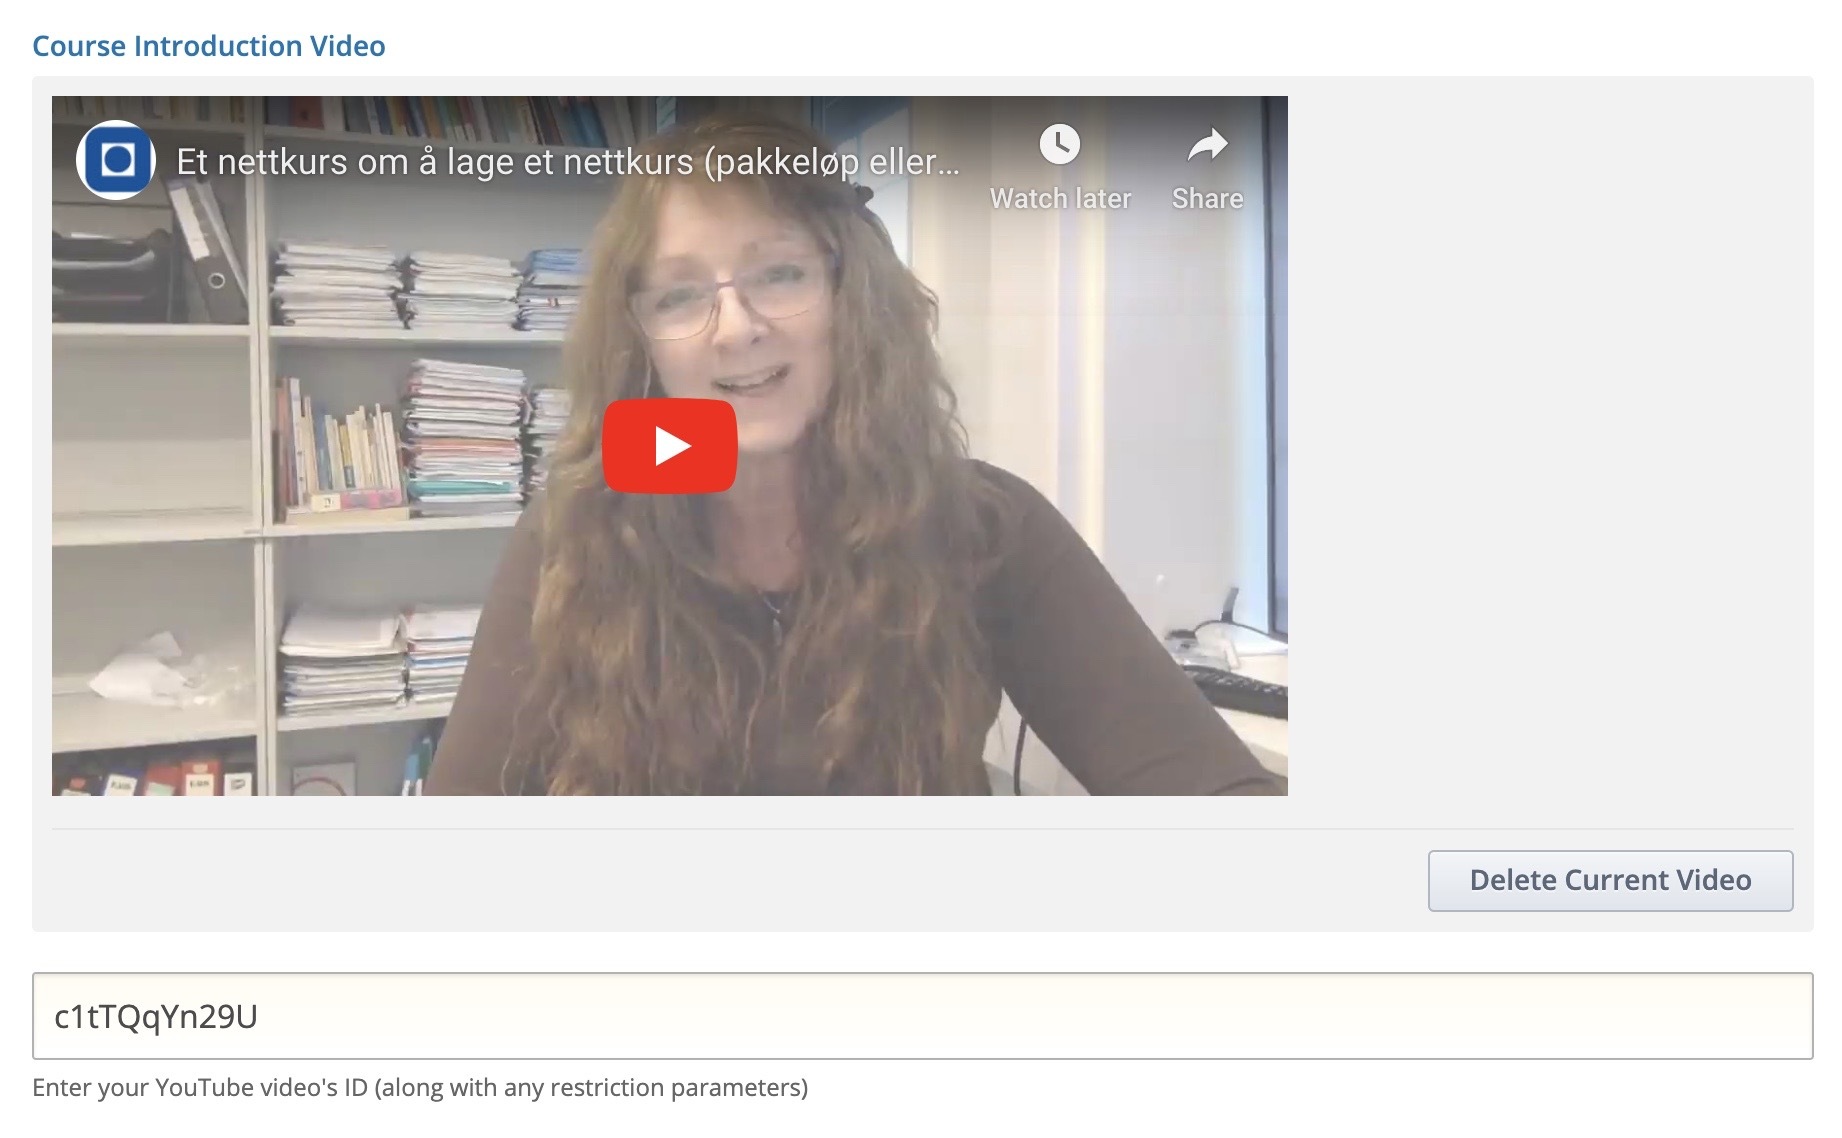 Course Introduction Video
Et nettkurs om å lage et nettkurs (pakkeløp eller...
Watch later
Share
Delete Current Video
c1tTQqYn29U
Enter your YouTube video's ID (along with any restriction parameters)